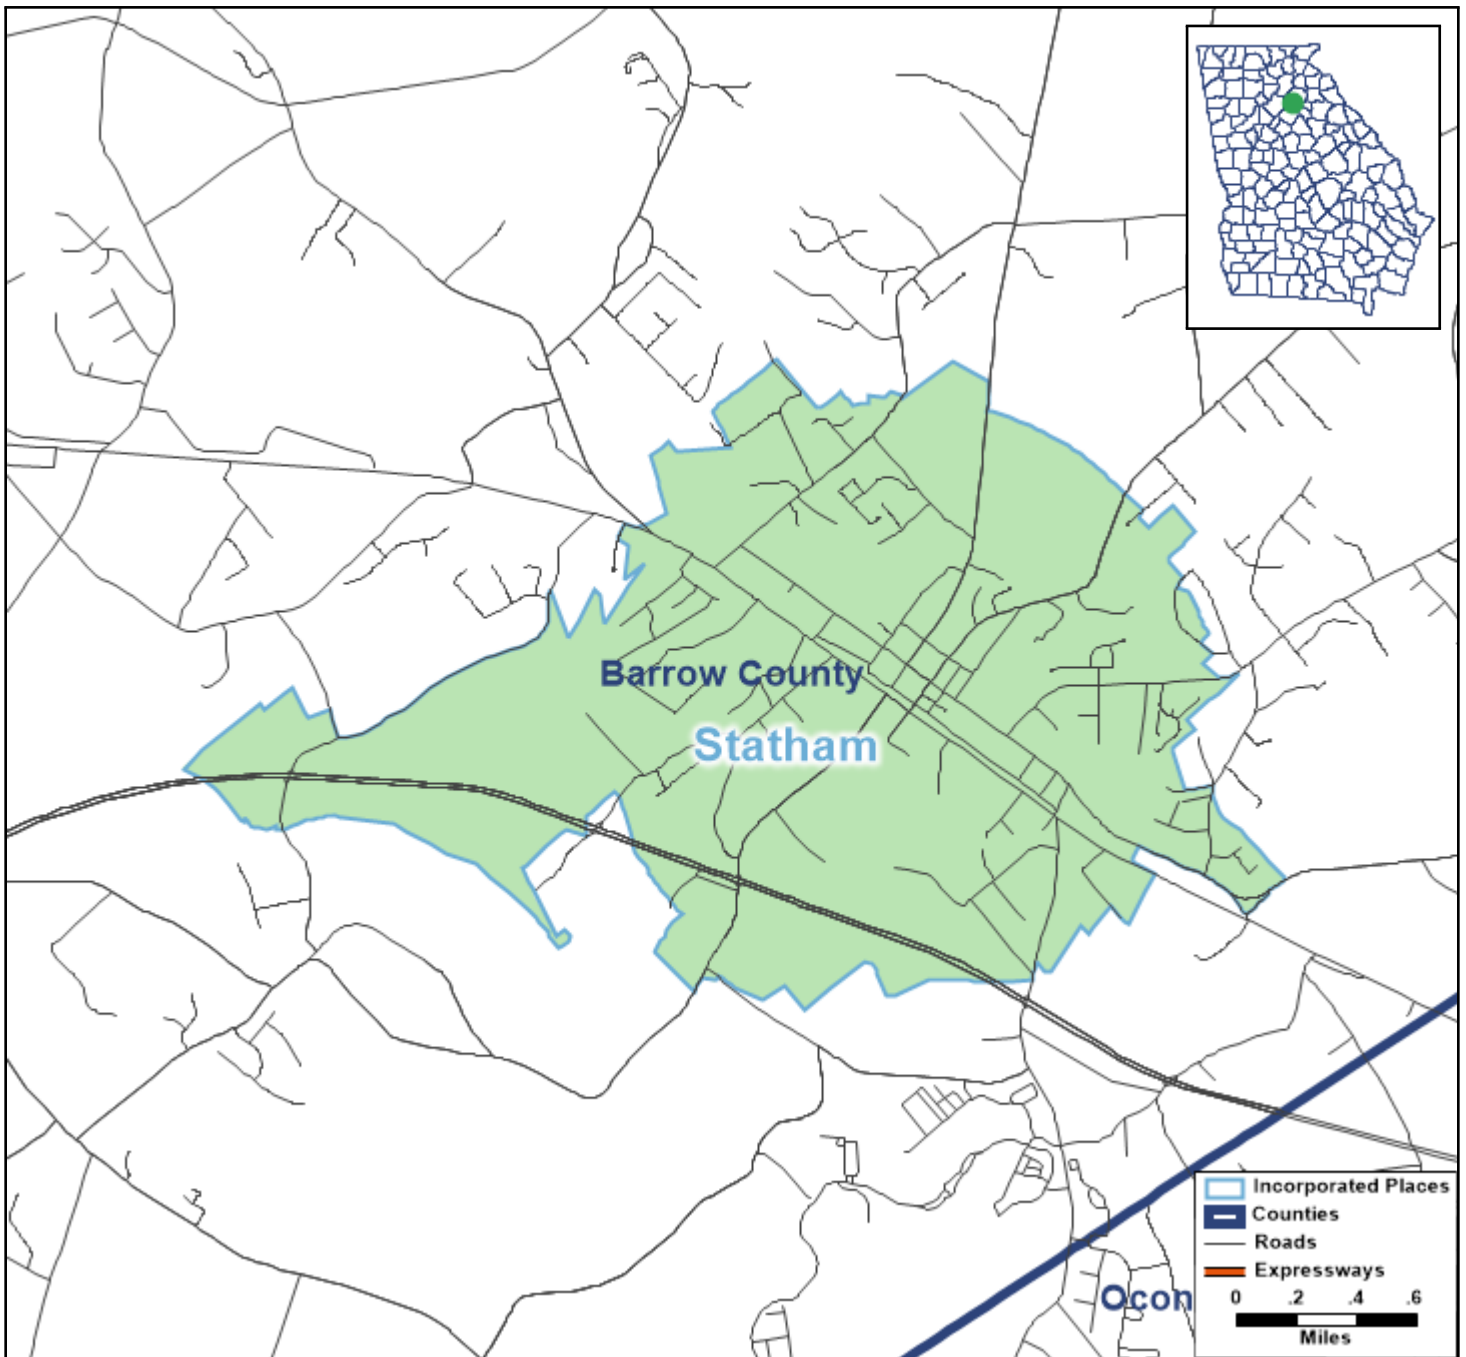 Barrow County
Statham
Ocon
Incorporated Places
Counties
Roads
Expressways
0 .2 .4 .6
Miles